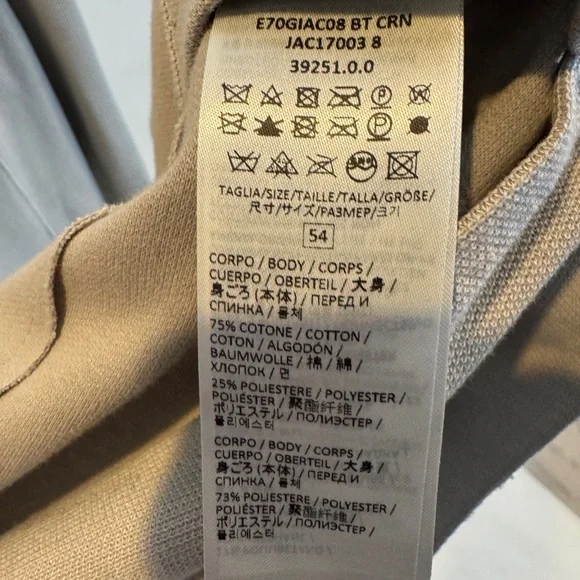 E70GIAC08 BT CRN
JAC17003 8
39251.0.0
TAGLIA/SIZE/TAILLE/TALLA/GRÖßE/
尺寸/サイズ/РАЗМЕР/크기
54
CORPO / BODY / CORPS /
CUERPO / OBERTEIL / 大身 /
身ごろ (本体) / ПЕРЕД И
СПИНКА / 몸체
75% COTONE / COTTON /
COTON / ALGODÓN /
BAUMWOLLE / 棉 / 綿 /
ХЛОПОК / 면
25% POLIESTERE / POLYESTER /
POLIÉSTER / 聚酯纤维 /
ポリエステル / ПОЛИЭСТЕР /
폴리에스터
CORPO / BODY / CORPS /
CUERPO / OBERTEIL / 大身 /
身ごろ (本体) / ПЕРЕД И
СПИНКА / 몸체
73% POLIESTERE / POLYESTER /
POLIÉSTER / 聚酯纤维 /
ポリエステル / ПОЛИЭСТЕР /
폴리에스터